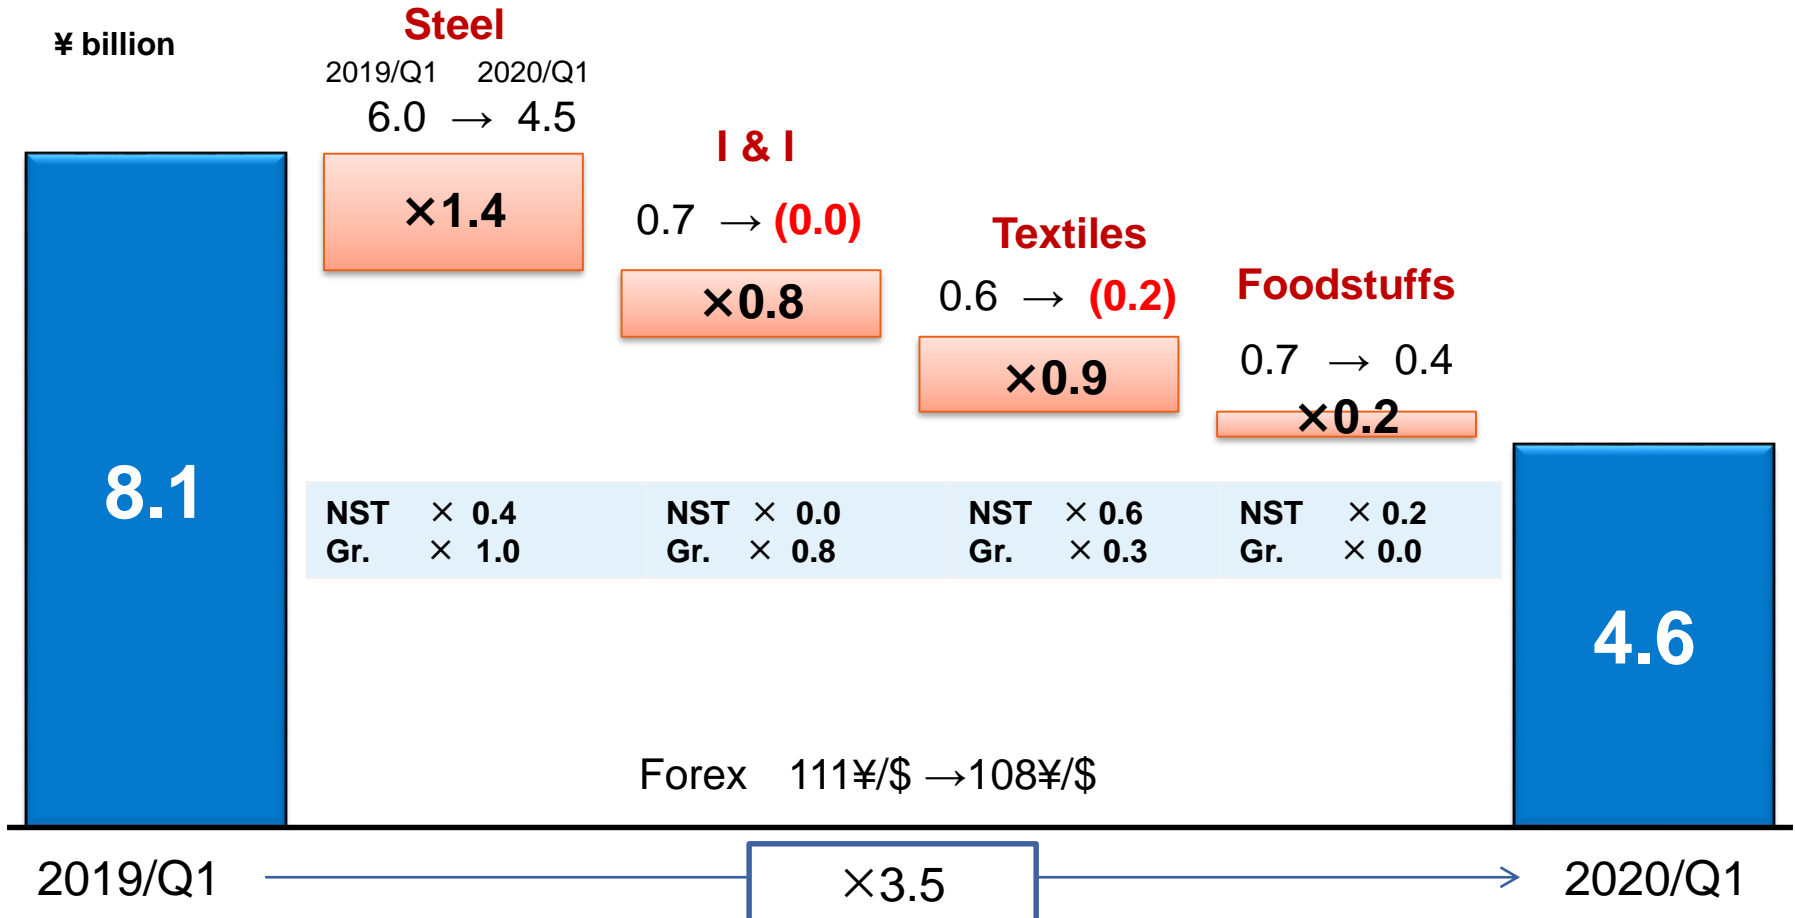 ¥ billion
Steel
2019/Q1 2020/Q1
6.0 → 4.5
×1.4
I & I
0.7 → (0.0)
×0.8
Textiles
0.6 → (0.2)
×0.9
Foodstuffs
0.7 → 0.4
×0.2
8.1
NST × 0.4
Gr. × 1.0
NST × 0.0
Gr. × 0.8
NST × 0.6
Gr. × 0.3
NST × 0.2
Gr. × 0.0
4.6
Forex 111¥/$ →108¥/$
2019/Q1
×3.5
2020/Q1